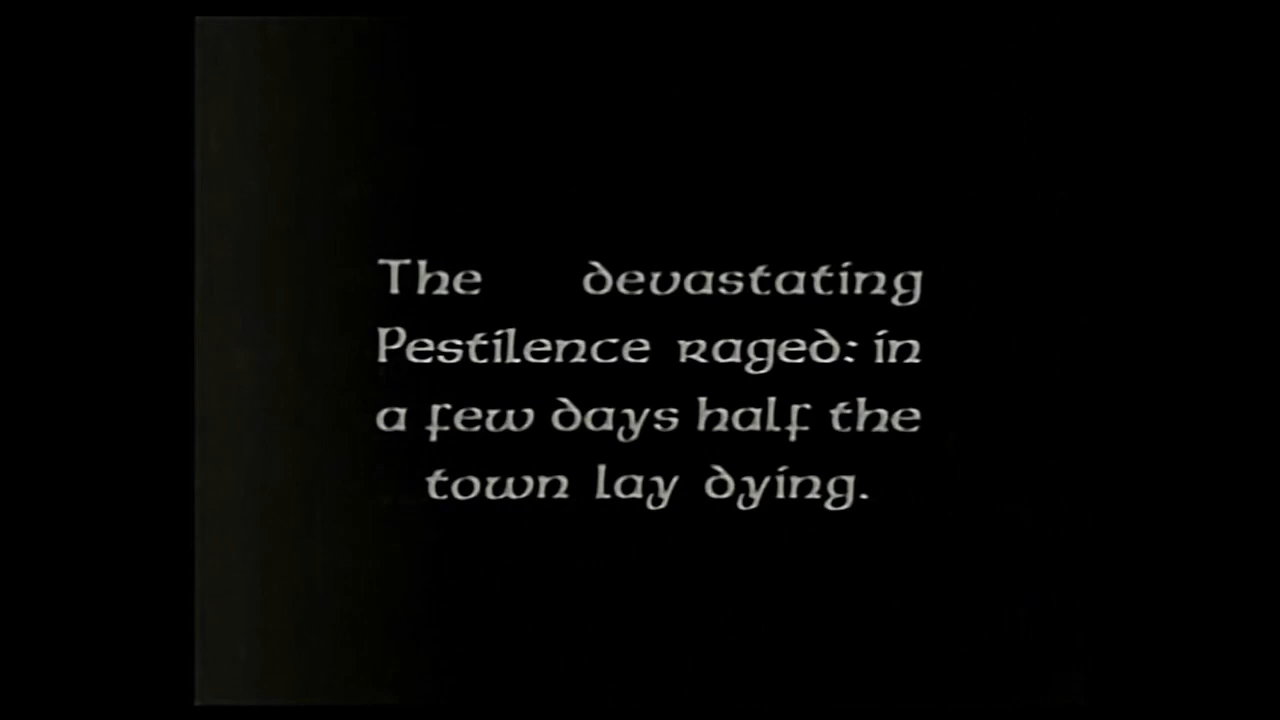 The devastating
Pestilence raged: in
a few days half the
town lay dying.